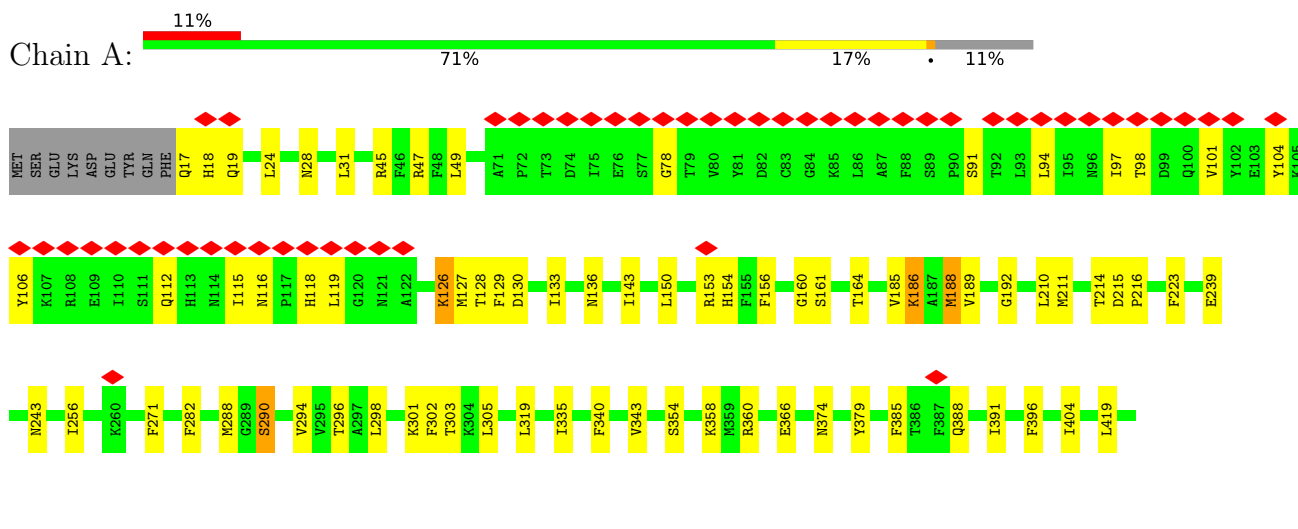 11%
Chain A:
71% 17% • 11%
MET SER GLU LYS ASP GLU TYR GLN PHE Q17 H18 Q19 L24 N28 L31 R45 F46 R47 F48 L49 A71 P72 T73 D74 I75 E76 S77 G78 T79 V80 Y81 D82 C83 G84 K85 L86 A87 F88 S89 P90 S91 T92 L93 L94 I95 N96 I97 T98 D99 Q100 V101 Y102 E103 Y104 K105
Y106 K107 R108 E109 I110 S111 Q112 H113 N114 I115 N116 P117 H118 L119 G120 N121 A122 K126 M127 T128 F129 D130 I133 N136 I143 L150 R153 H154 F155 F156 G160 S161 T164 V185 K186 A187 M188 V189 G192 L210 M211 T214 D215 P216 F223 E239
N243 I256 K260 F271 F282 M288 G289 S290 V294 V295 T296 A297 L298 K301 F302 T303 K304 L305 L319 I335 F340 V343 S354 K358 M359 R360 E366 N374 Y379 F385 T386 F387 Q388 I391 F396 I404 L419